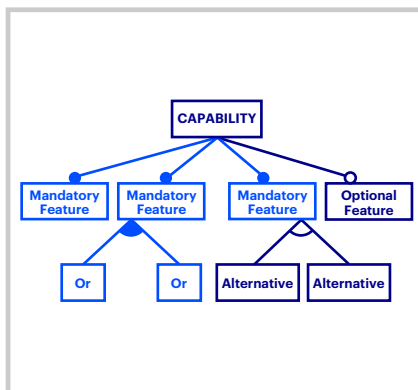 CAPABILITY
Mandatory
Feature
Mandatory
Feature
Mandatory
Feature
Optional
Feature
Or
Or
Alternative
Alternative